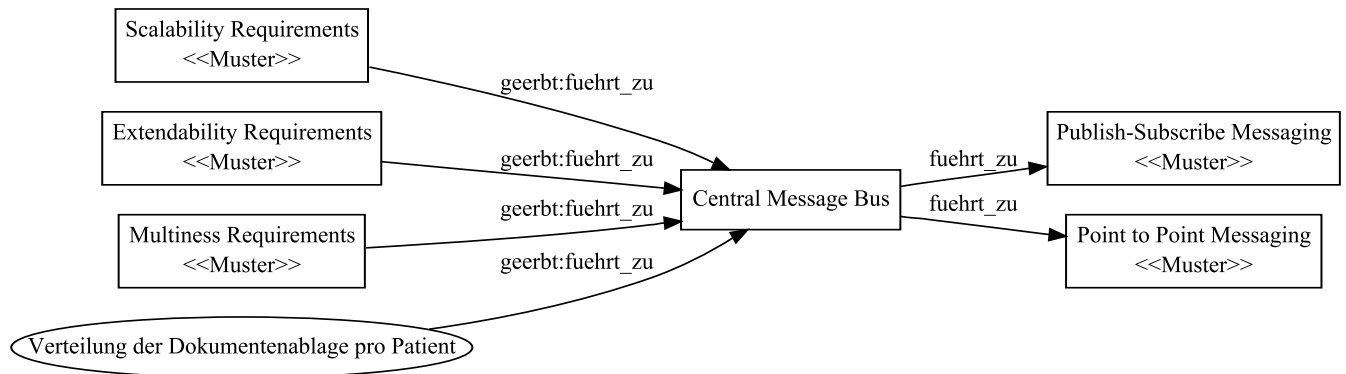 Scalability Requirements
<<Muster>>
geerbt:fuehrt_zu
Extendability Requirements
<<Muster>>
geerbt:fuehrt_zu
Multiness Requirements
<<Muster>>
geerbt:fuehrt_zu
Verteilung der Dokumentenablage pro Patient
geerbt:fuehrt_zu
Central Message Bus
fuehrt_zu
Publish-Subscribe Messaging
<<Muster>>
fuehrt_zu
Point to Point Messaging
<<Muster>>